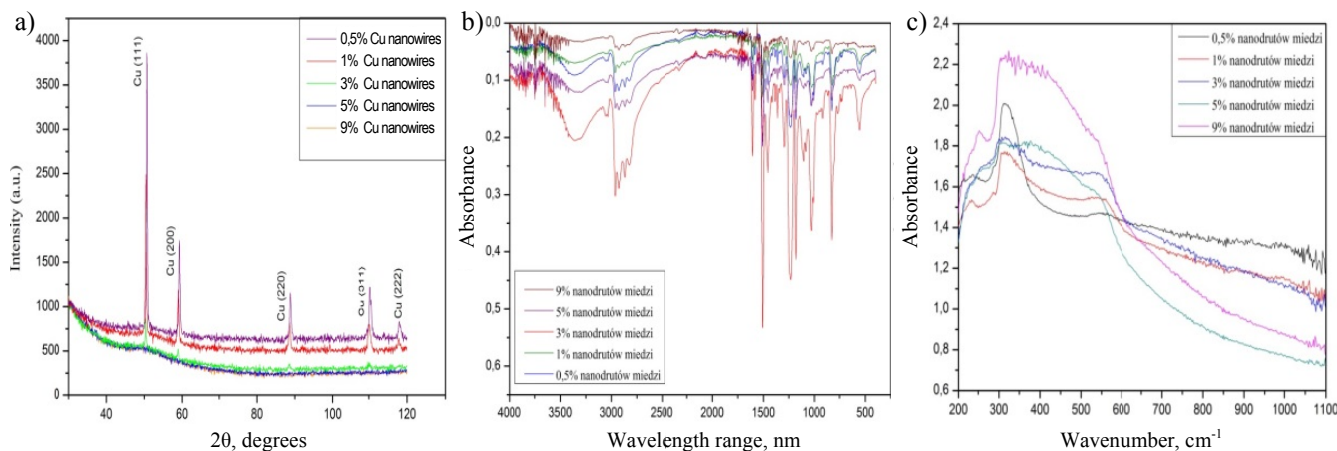 a)
4000
3500
3000
2500
2000
1500
1000
500
0
Intensity (a.u.)
Cu (111)
Cu (200)
Cu (220)
Cu (311)
Cu (222)
0,5% Cu nanowires
1% Cu nanowires
3% Cu nanowires
5% Cu nanowires
9% Cu nanowires
40
60
80
100
120
2θ, degrees
b)
0,0
0,1
0,2
0,3
0,4
0,5
0,6
Absorbance
9% nanodrutów miedzi
5% nanodrutów miedzi
3% nanodrutów miedzi
1% nanodrutów miedzi
0,5% nanodrutów miedzi
4000
3500
3000
2500
2000
1500
1000
500
Wavelength range, nm
c)
2,4
2,2
2,0
1,8
1,6
1,4
1,2
1,0
0,8
0,6
Absorbance
0,5% nanodrutów miedzi
1% nanodrutów miedzi
3% nanodrutów miedzi
5% nanodrutów miedzi
9% nanodrutów miedzi
200
300
400
500
600
700
800
900
1000
1100
Wavenumber, cm-1